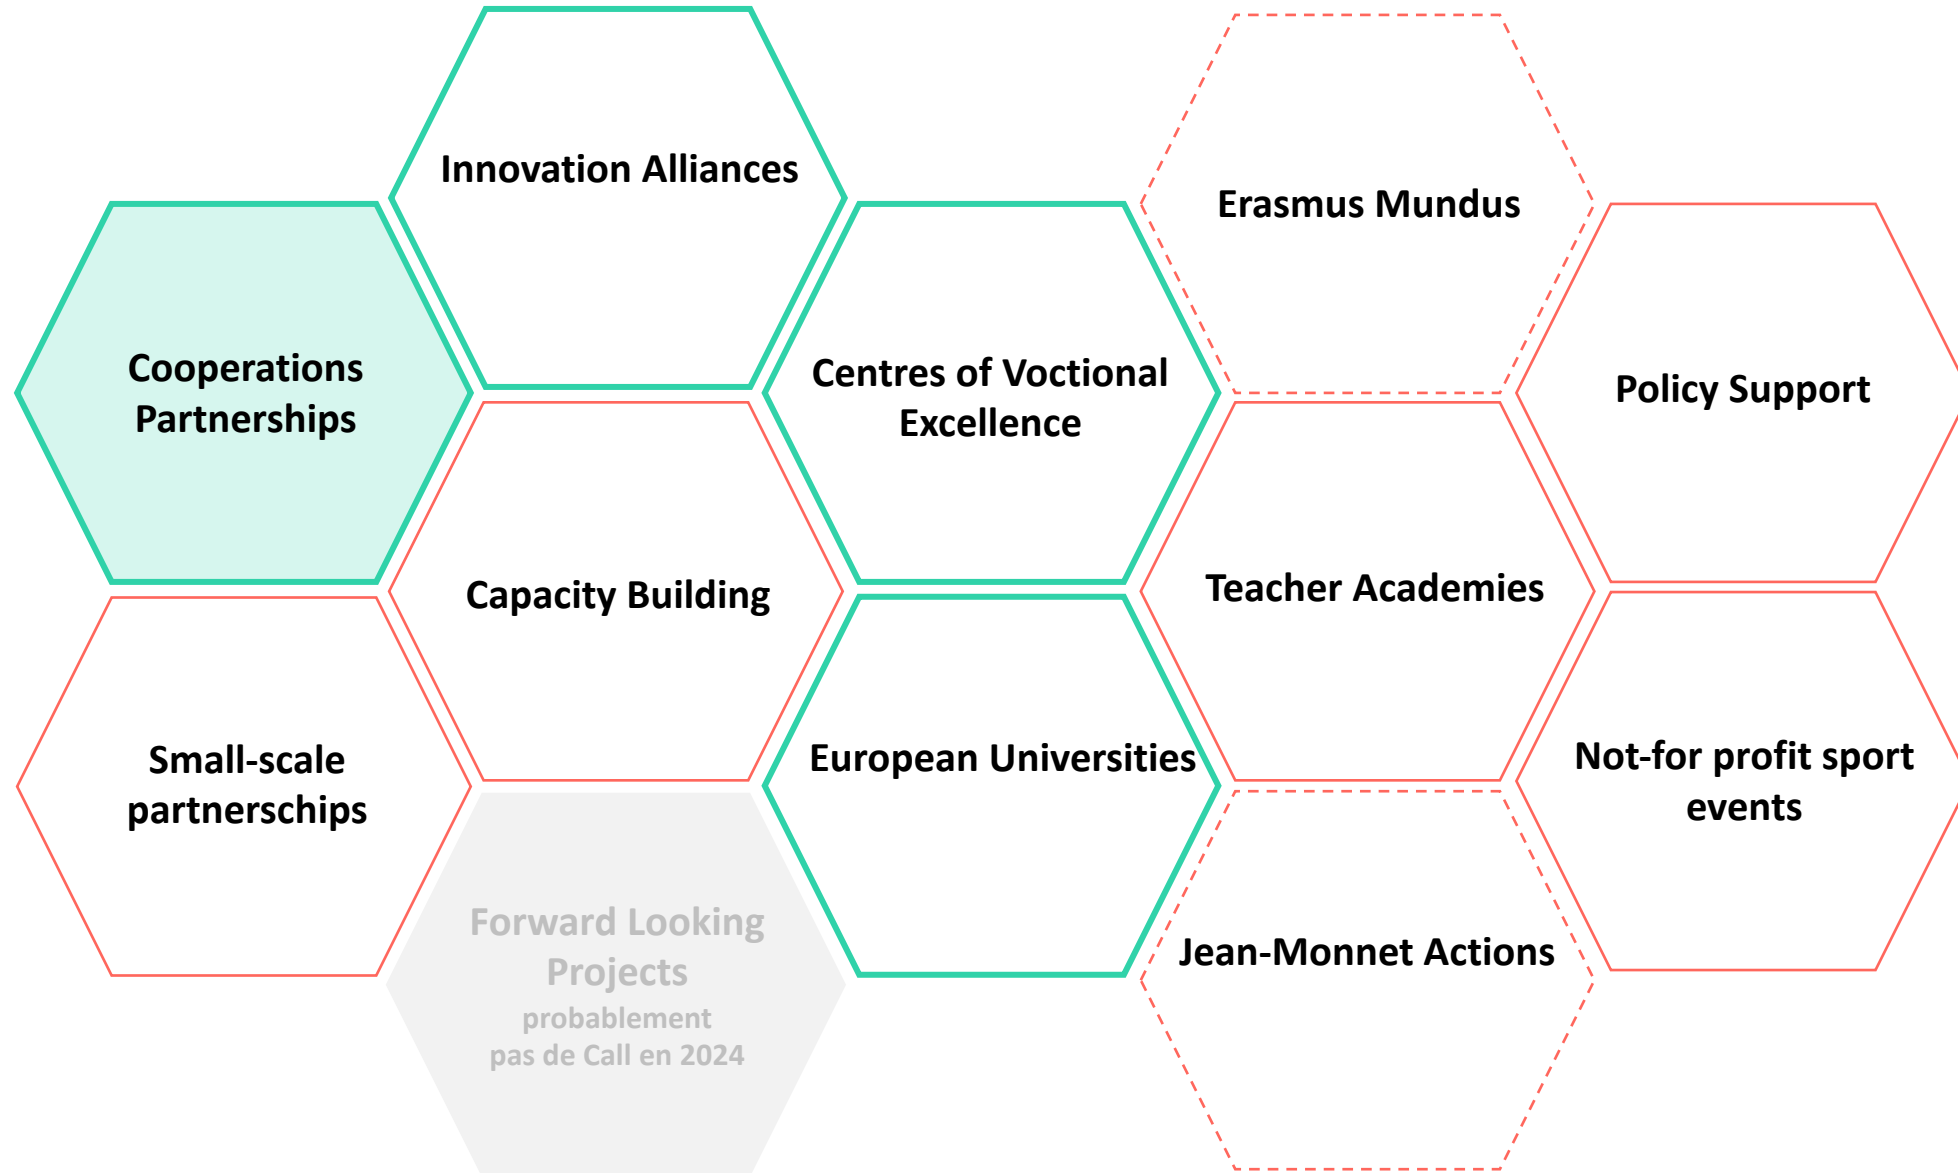 Innovation Alliances
Erasmus Mundus
Cooperations
Partnerships
Centres of Voctional
Excellence
Policy Support
Capacity Building
Teacher Academies
Small-scale
partnerschips
European Universities
Not-for profit sport
events
Forward Looking
Projects
probablement
pas de Call en 2024
Jean-Monnet Actions